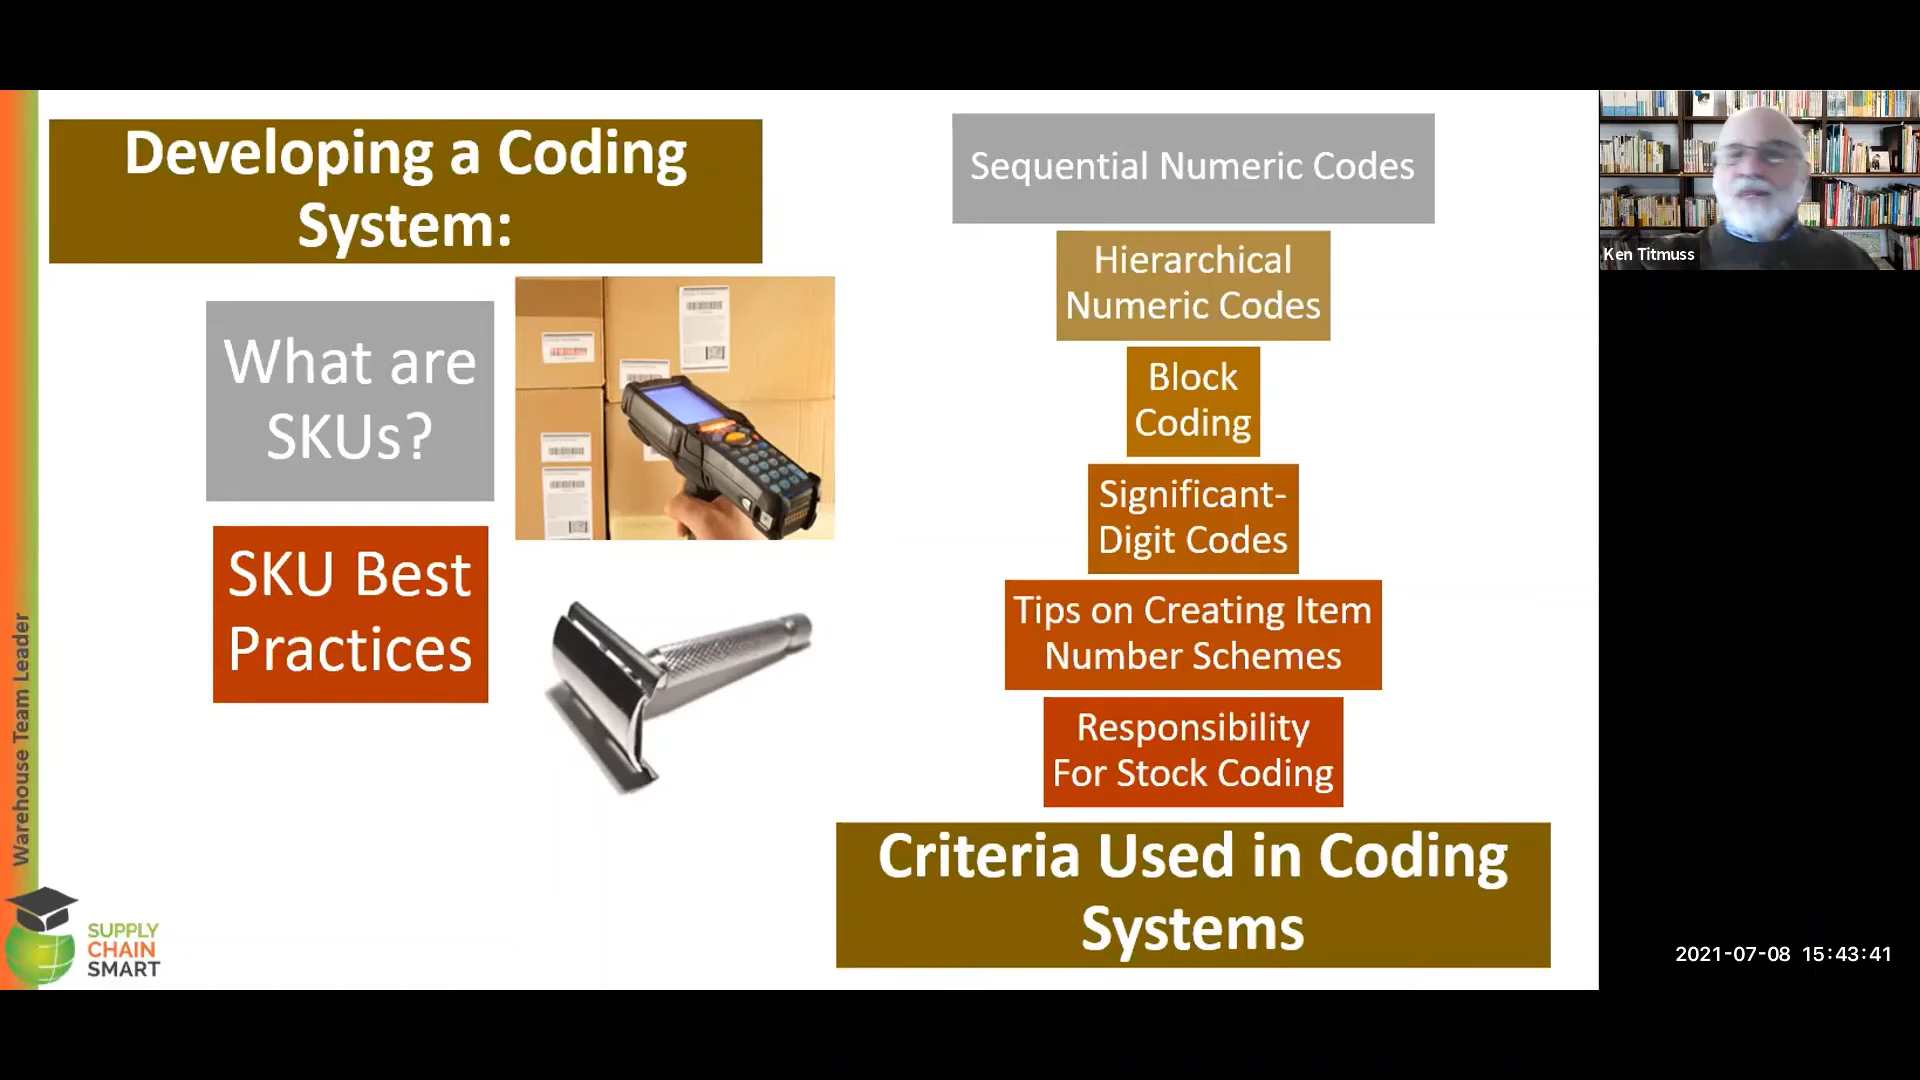 Developing a Coding
System:
What are
SKUs?
SKU Best
Practices
Sequential Numeric Codes
Hierarchical
Numeric Codes
Block
Coding
Significant-
Digit Codes
Tips on Creating Item
Number Schemes
Responsibility
For Stock Coding
Criteria Used in Coding
Systems
Warehouse Team Leader
SUPPLY
CHAIN
SMART
Ken Titmuss
2021-07-08 15:43:41